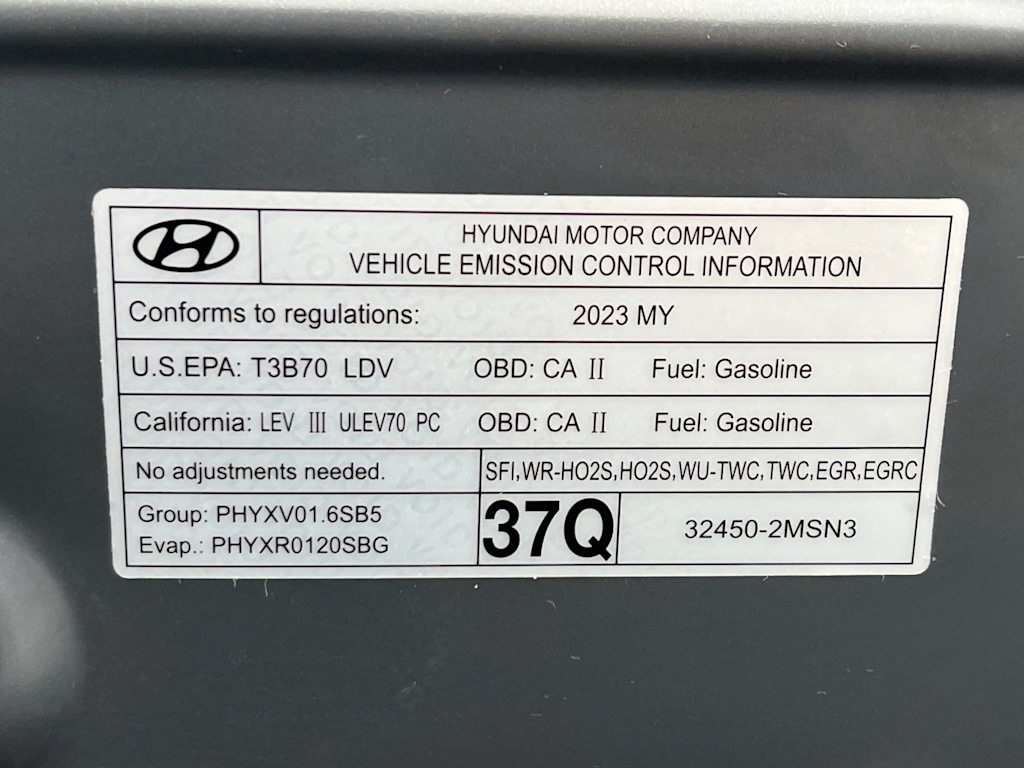 HYUNDAI MOTOR COMPANY
VEHICLE EMISSION CONTROL INFORMATION
Conforms to regulations: 2023 MY
U.S.EPA: T3B70 LDV OBD: CA II Fuel: Gasoline
California: LEV III ULEV70 PC OBD: CA II Fuel: Gasoline
No adjustments needed. SFI,WR-HO2S,HO2S,WU-TWC,TWC,EGR,EGRC
Group: PHYXV01.6SB5
Evap.: PHYXR0120SBG
37Q 32450-2MSN3